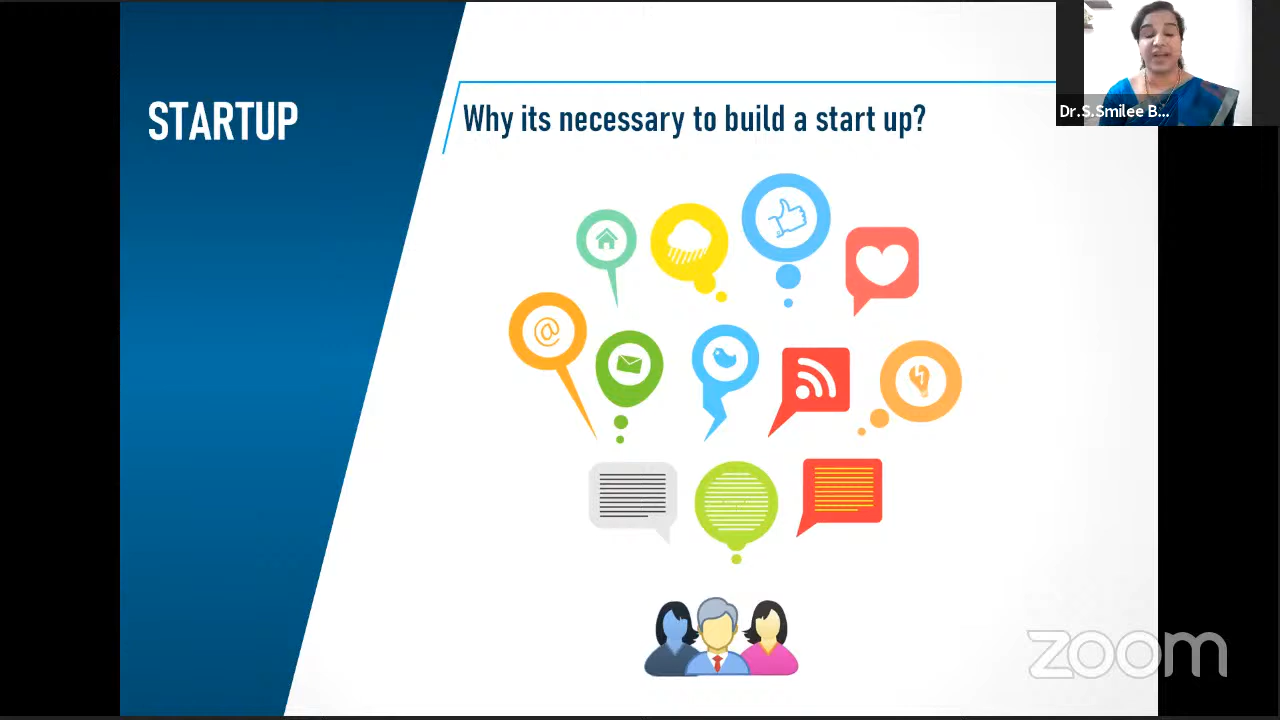 STARTUP
Why its necessary to build a start up?
Dr.S.Smilee B...
@
zoom